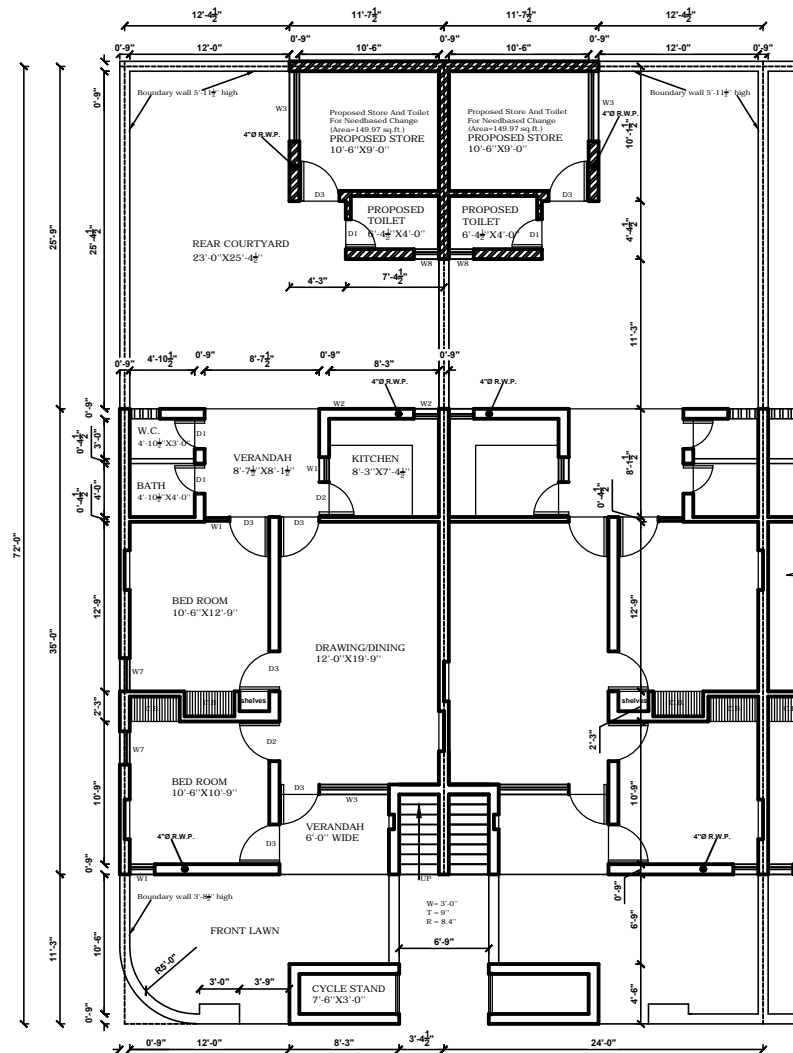 12'-4½" 11'-7½" 11'-7½" 12'-4½"
0'-9" 12'-0" 0'-9" 10'-6" 0'-9" 10'-6" 0'-9" 12'-0" 0'-9"
Boundary wall 5'-11½" high
Boundary wall 5'-11½" high
W3
W3
4"Ø R.W.P.
4"Ø R.W.P.
Proposed Store And Toilet
For Needbased Change
(Area=149.97 sq.ft.)
PROPOSED STORE
10'-6"X9'-0"
Proposed Store And Toilet
For Needbased Change
(Area=149.97 sq.ft.)
PROPOSED STORE
10'-6"X9'-0"
D3
D3
PROPOSED
TOILET
6'-4½"X4'-0"
PROPOSED
TOILET
6'-4½"X4'-0"
D1
D1
W8
W8
REAR COURTYARD
23'-0"X25'-4½"
4'-3" 7'-4½"
0'-9"
25'-9"
25'-4½"
10'-1½"
4'-4½"
11'-3"
0'-9" 4'-10½" 0'-9" 8'-7½" 0'-9" 8'-3" 0'-9"
4"Ø R.W.P.
4"Ø R.W.P.
W2
W2
0'-9"
3'-0"
0'-4½"
4'-0"
0'-4½"
W.C.
4'-10½"X3'-0"
D1
BATH
4'-10½"X4'-0"
D1
VERANDAH
8'-7½"X8'-1½"
W1
D2
KITCHEN
8'-3"X7'-4½"
8'-1½"
0'-4½"
W1
D3
D3
72'-0"
35'-0"
12'-9"
12'-9"
BED ROOM
10'-6"X12'-9"
DRAWING/DINING
12'-0"X19'-9"
W7
D3
2'-3"
C.B
C.B
shelves
shelves
C.B
C.B
2'-3"
W7
D2
10'-9"
10'-9"
BED ROOM
10'-6"X10'-9"
D3
W3
VERANDAH
6'-0" WIDE
D3
4"Ø R.W.P.
4"Ø R.W.P.
0'-9"
W1
UP
0'-9"
Boundary wall 3'-8½" high
W= 3'-0"
T = 9"
R = 8.4"
FRONT LAWN
6'-9"
6'-9"
11'-3"
10'-6"
0'-9"
R5'-0"
3'-0" 3'-9"
CYCLE STAND
7'-6"X3'-0"
4'-6"
0'-9" 12'-0" 8'-3" 3'-4½" 24'-0"